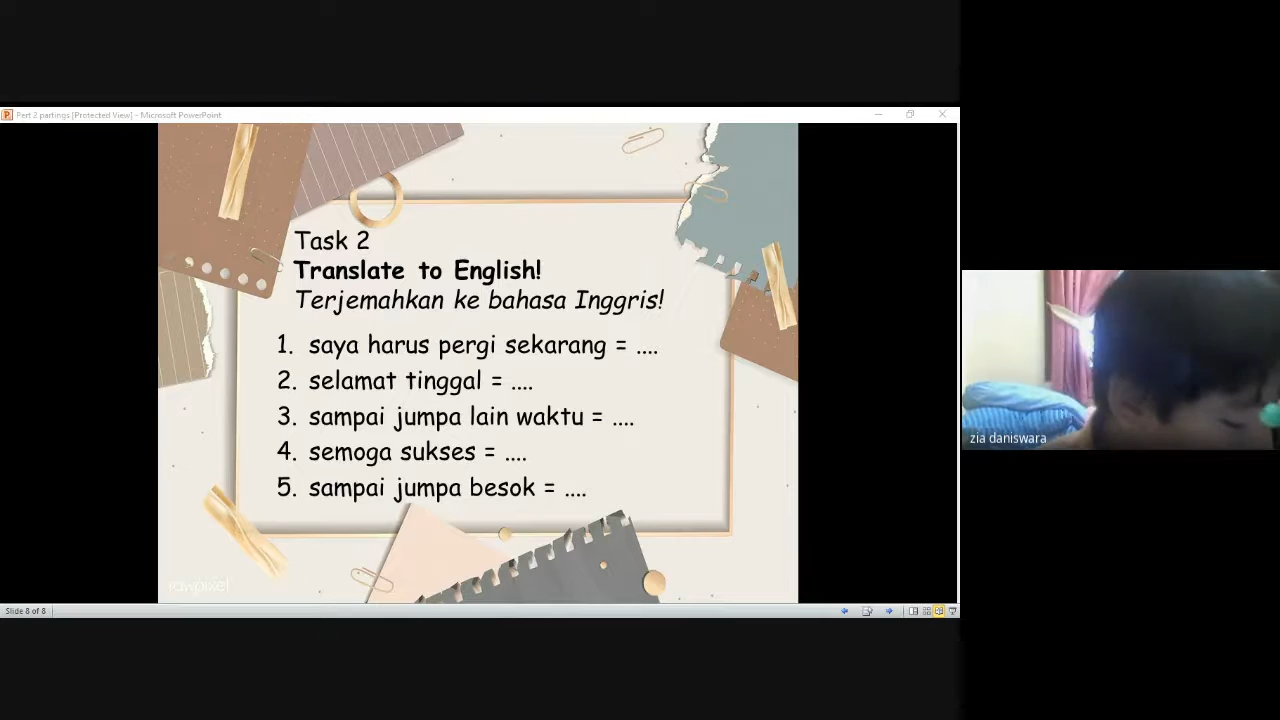 Part 2 partings [Protected View] - Microsoft PowerPoint
Task 2
Translate to English!
Terjemahkan ke bahasa Inggris!
1. saya harus pergi sekarang = ....
2. selamat tinggal = ....
3. sampai jumpa lain waktu = ....
4. semoga sukses = ....
5. sampai jumpa besok = ....
rawpixel
Slide 8 of 8
zia daniswara